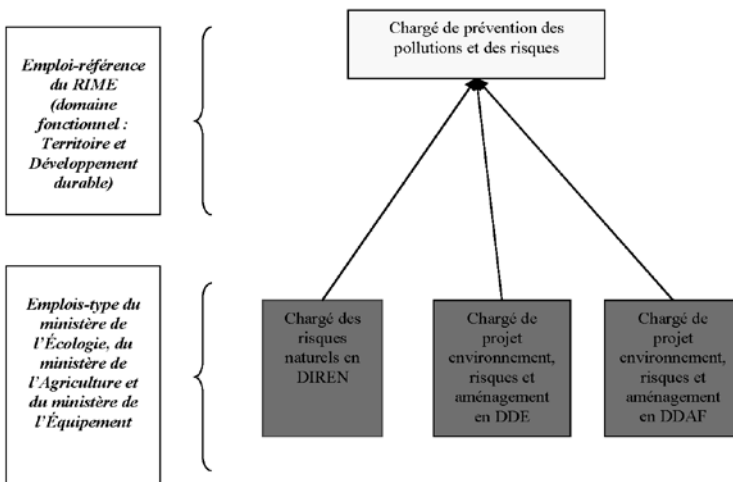 Emploi-référence
du RIME
(domaine
fonctionnel :
Territoire et
Développement
durable)
Chargé de prévention des
pollutions et des risques
Emplois-type du
ministère de
l'Écologie, du
ministère de
l'Agriculture et
du ministère de
l'Équipement
Chargé des
risques
naturels en
DIREN
Chargé de
projet
environnement,
risques et
aménagement
en DDE
Chargé de
projet
environnement,
risques et
aménagement
en DDAF